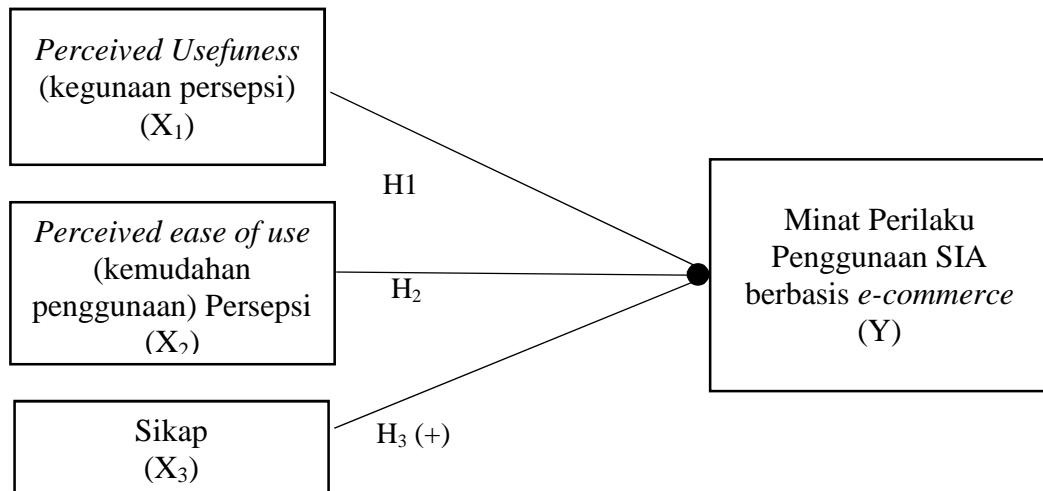 Perceived Usefuness
(kegunaan persepsi)
(X₁)
H1
Perceived ease of use
(kemudahan
penggunaan) Persepsi
(X₂)
H₂
Sikap
(X₃)
H₃ (+)
Minat Perilaku
Penggunaan SIA
berbasis e-commerce
(Y)